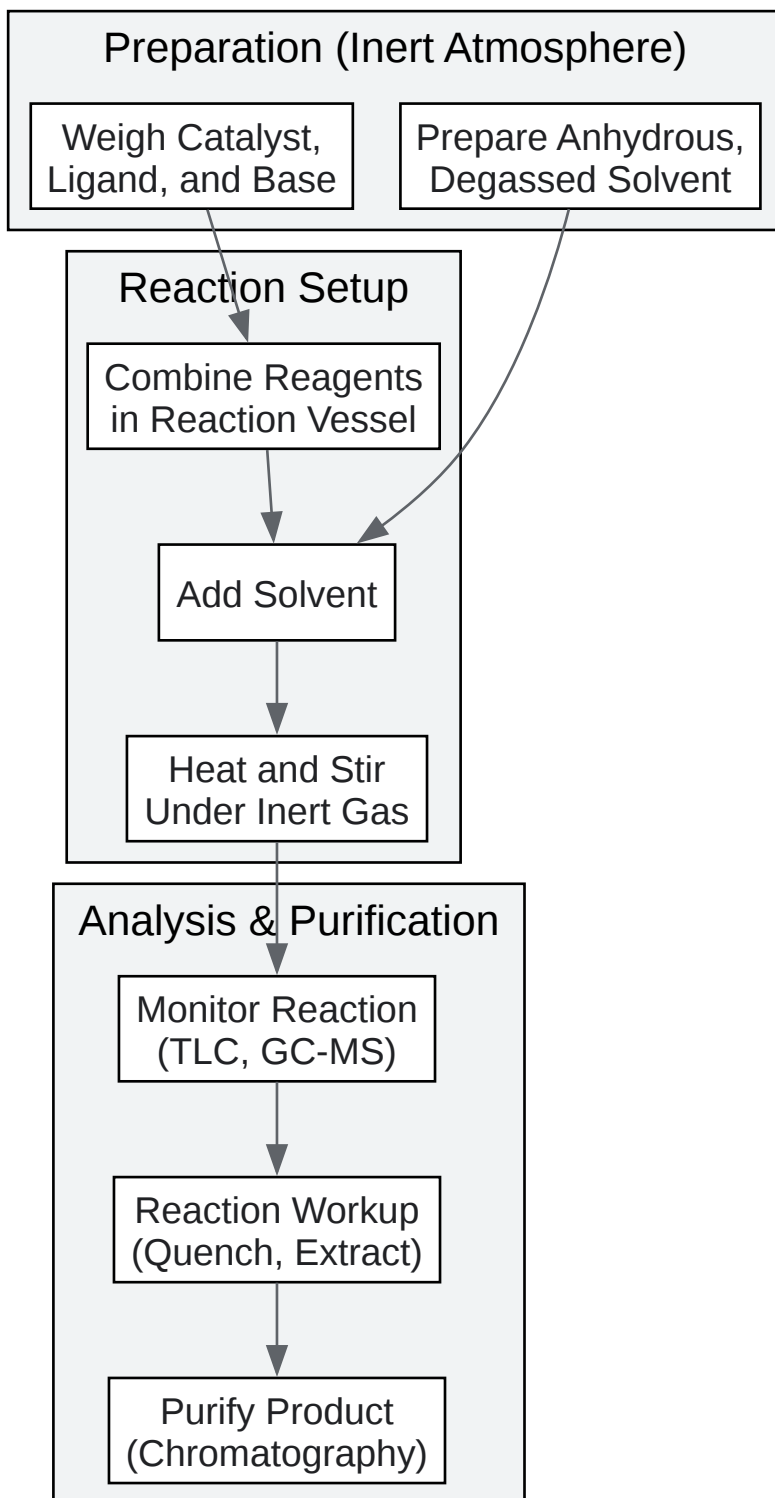 Preparation (Inert Atmosphere)
Weigh Catalyst,
Ligand, and Base
Prepare Anhydrous,
Degassed Solvent
Reaction Setup
Combine Reagents
in Reaction Vessel
Add Solvent
Heat and Stir
Under Inert Gas
Analysis & Purification
Monitor Reaction
(TLC, GC-MS)
Reaction Workup
(Quench, Extract)
Purify Product
(Chromatography)